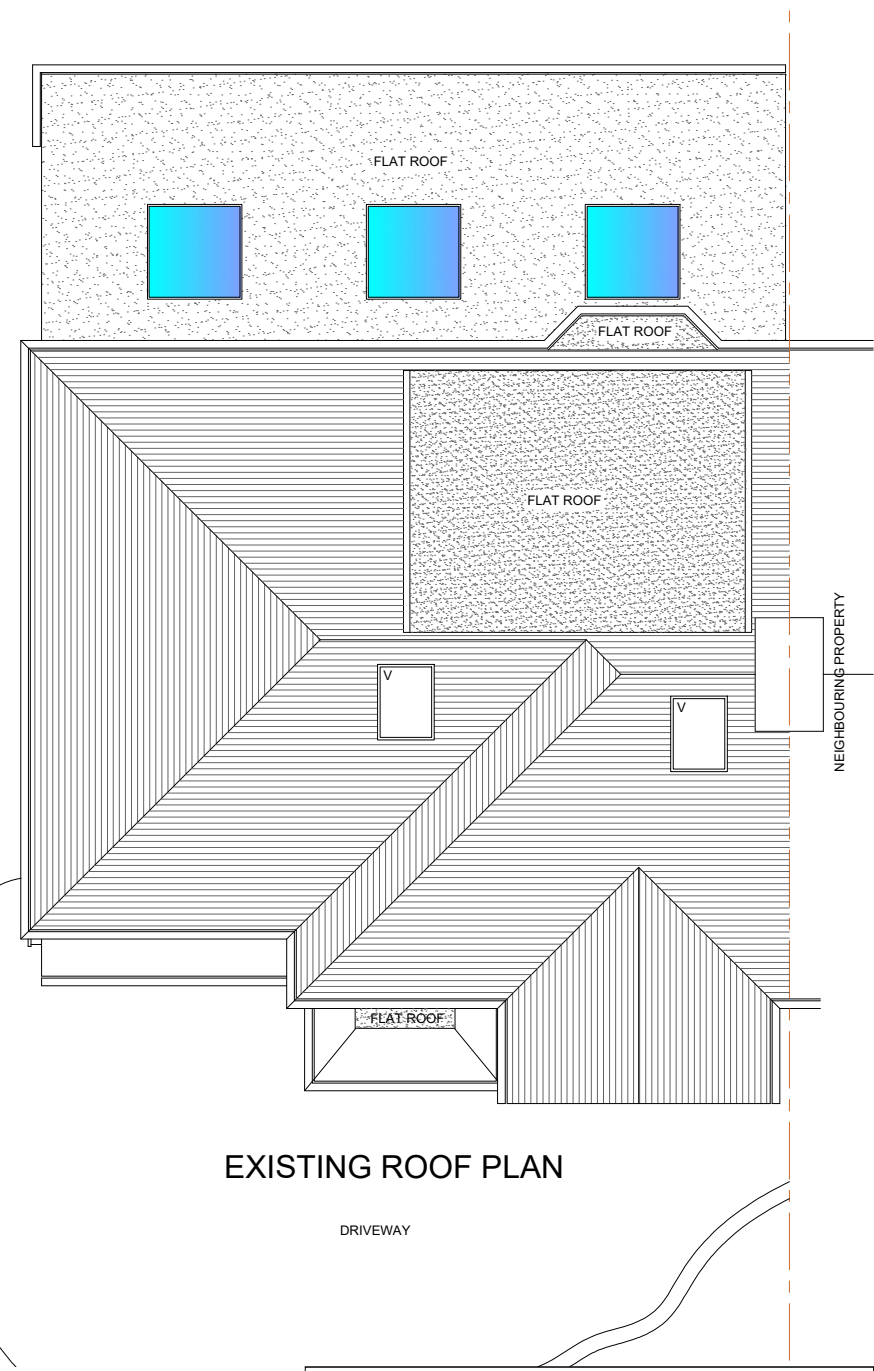 FLAT ROOF
FLAT ROOF
FLAT ROOF
NEIGHBOURING PROPERTY
V
V
FLAT ROOF
EXISTING ROOF PLAN
DRIVEWAY